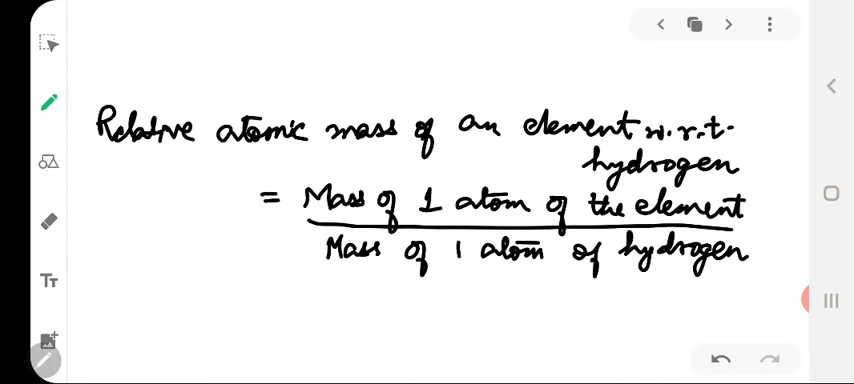 Relative atomic mass of an element w.r.t.
hydrogen
= Mass of 1 atom of the element
Mass of 1 atom of hydrogen
Tт